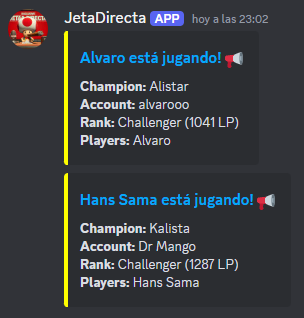 JetaDirecta APP hoy a las 23:02
Alvaro está jugando! 📢
Champion: Alistar
Account: alvarooo
Rank: Challenger (1041 LP)
Players: Alvaro
Hans Sama está jugando! 📢
Champion: Kalista
Account: Dr Mango
Rank: Challenger (1287 LP)
Players: Hans Sama